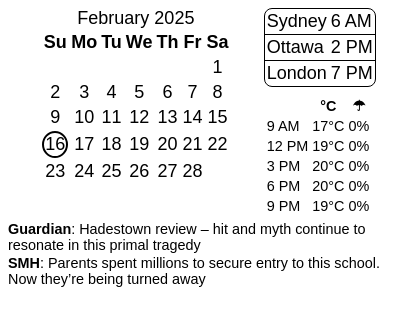 February 2025
Su Mo Tu We Th Fr Sa
1
2 3 4 5 6 7 8
9 10 11 12 13 14 15
16 17 18 19 20 21 22
23 24 25 26 27 28
Sydney 6 AM
Ottawa 2 PM
London 7 PM
°C ☂
9 AM 17°C 0%
12 PM 19°C 0%
3 PM 20°C 0%
6 PM 20°C 0%
9 PM 19°C 0%
Guardian: Hadestown review – hit and myth continue to
resonate in this primal tragedy
SMH: Parents spent millions to secure entry to this school.
Now they’re being turned away